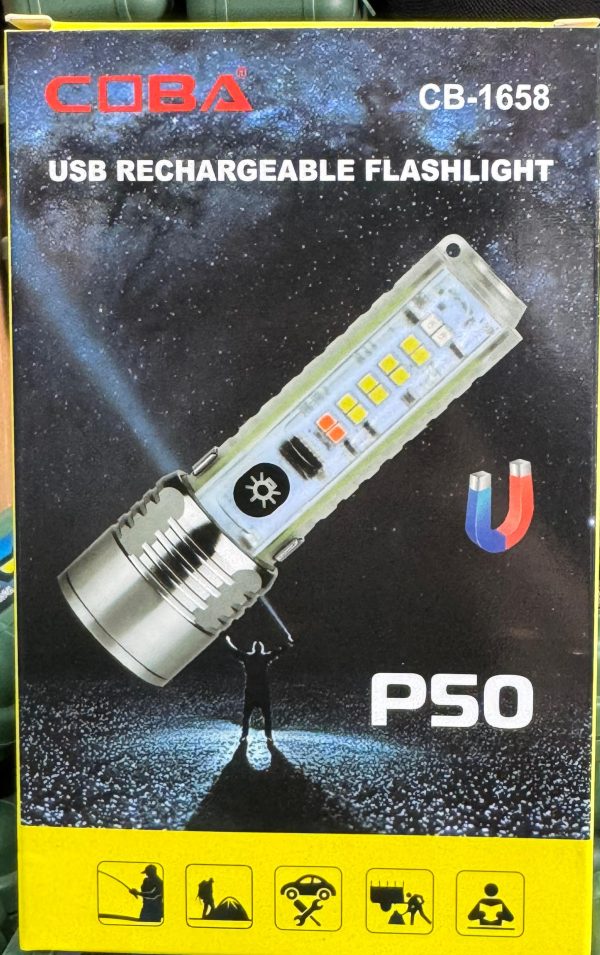 COBA®
CB-1658
USB RECHARGEABLE FLASHLIGHT
P50